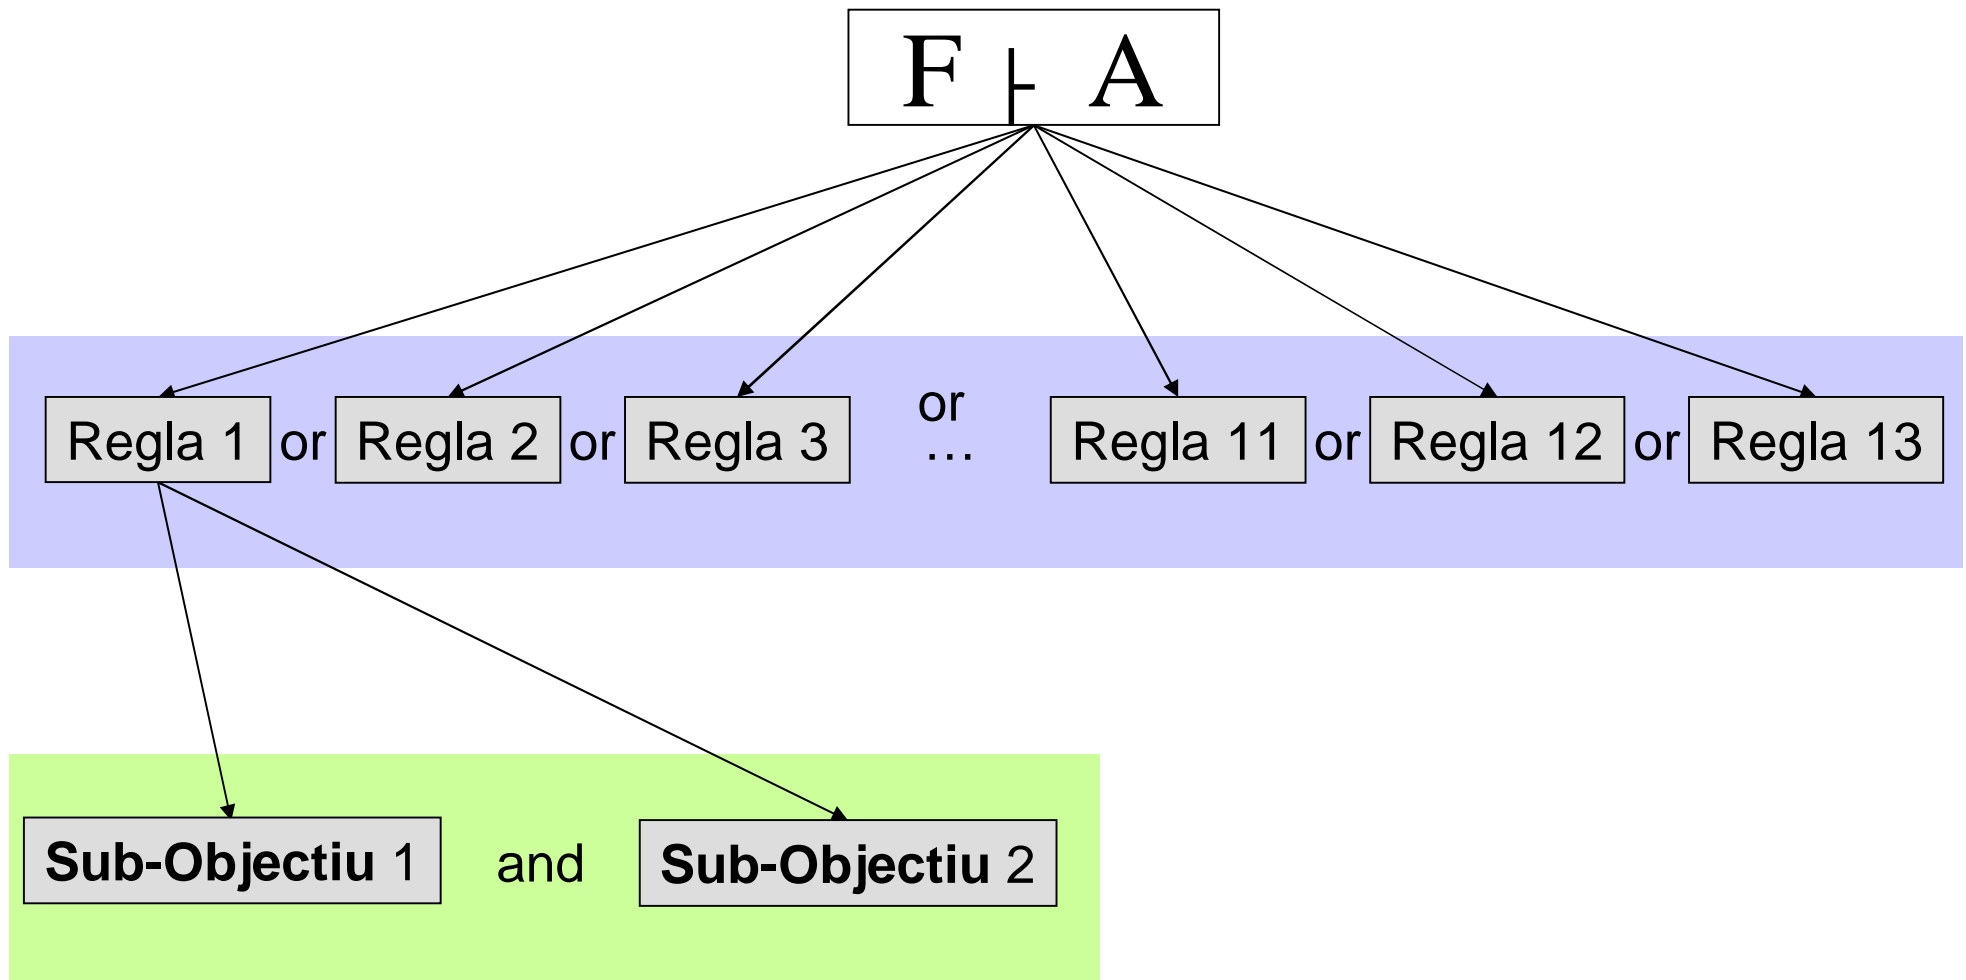 F ├ A
or
Regla 1 or Regla 2 or Regla 3 … Regla 11 or Regla 12 or Regla 13
Sub-Objectiu 1 and Sub-Objectiu 2